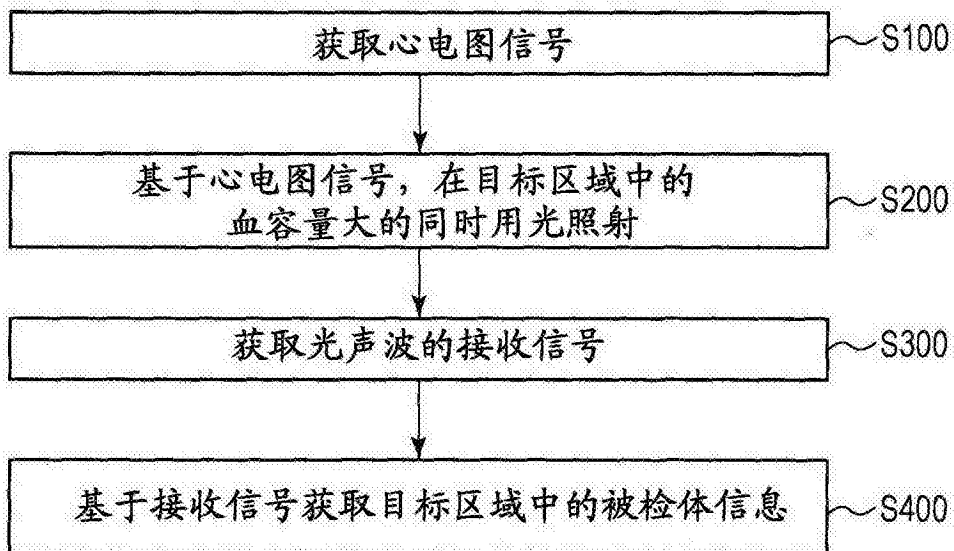 获取心电图信号
S100
基于心电图信号，在目标区域中的
血容量大的同时用光照射
S200
获取光声波的接收信号
S300
基于接收信号获取目标区域中的被检体信息
S400